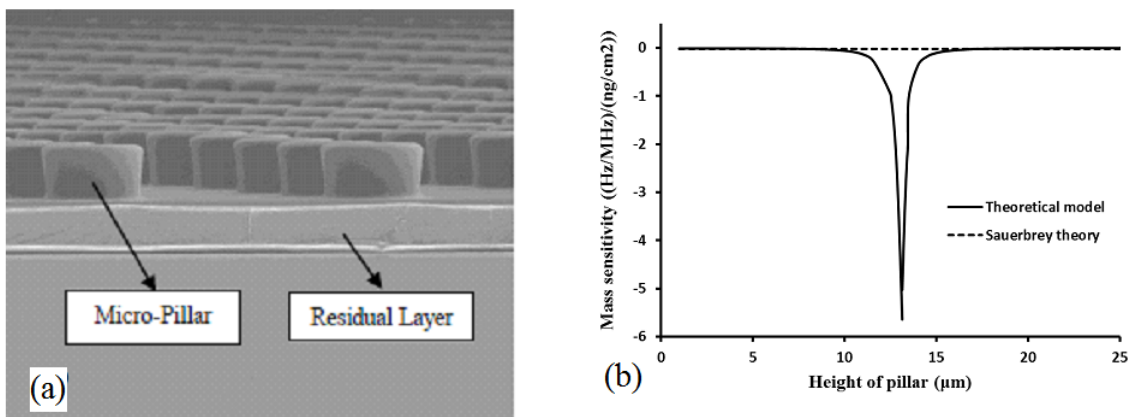 Micro-Pillar
Residual Layer
(a)
Mass sensitivity ((Hz/MHz)/(ng/cm2))
0
-1
-2
-3
-4
-5
-6
Theoretical model
Sauerbrey theory
0
5
10
15
20
25
Height of pillar (μm)
(b)